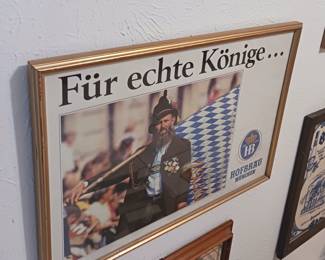 Für echte Könige...
HB
HOFBRÄU
MÜNCHEN